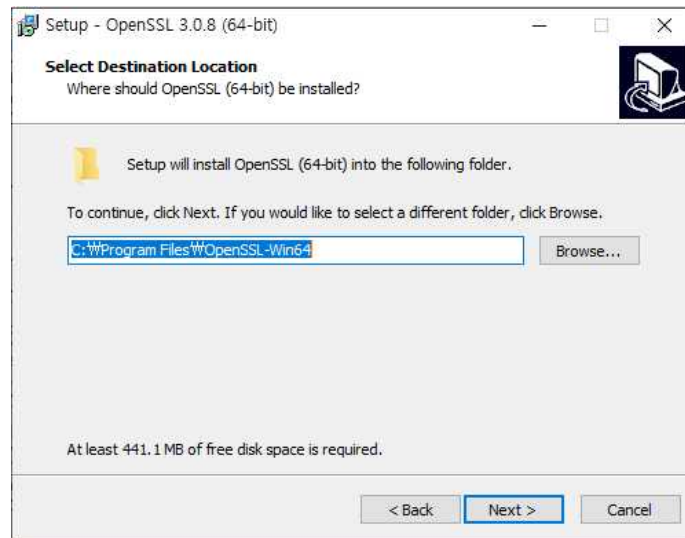 Setup - OpenSSL 3.0.8 (64-bit)
Select Destination Location
Where should OpenSSL (64-bit) be installed?
Setup will install OpenSSL (64-bit) into the following folder.
To continue, click Next. If you would like to select a different folder, click Browse.
C:₩Program Files₩OpenSSL-Win64
Browse...
At least 441.1 MB of free disk space is required.
< Back
Next >
Cancel